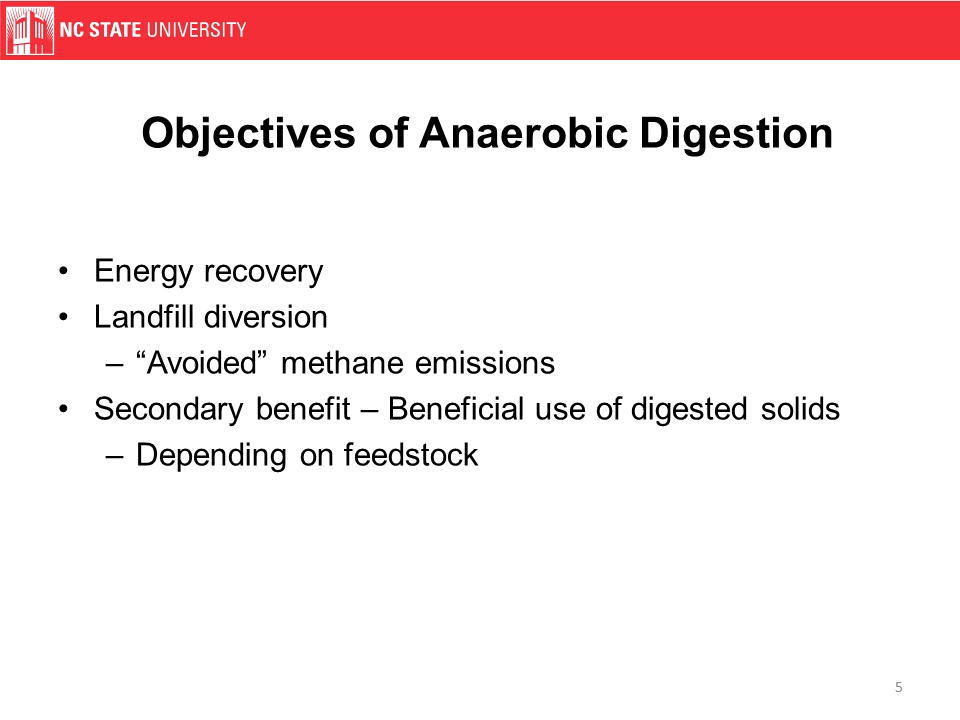 NC STATE UNIVERSITY
Objectives of Anaerobic Digestion
• Energy recovery
• Landfill diversion
– “Avoided” methane emissions
• Secondary benefit – Beneficial use of digested solids
– Depending on feedstock
5